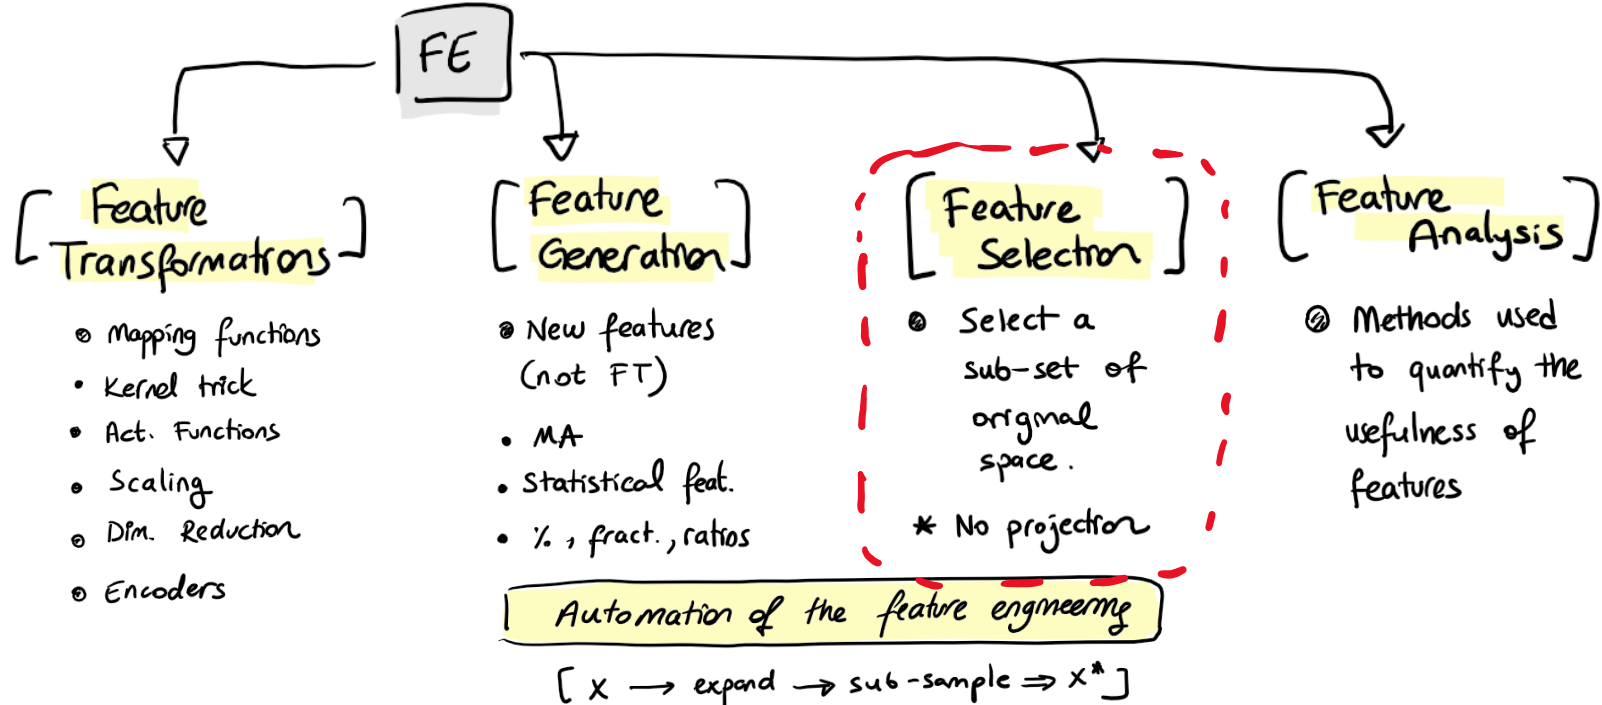 FE
Feature
Transformations
Mapping functions
Kernel trick
Act. Functions
Scaling
Dim. Reduction
Encoders
Feature
Generation
New features
(not FT)
MA
Statistical feat.
%, fract., ratios
Feature
Selection
Select a
sub-set of
original
space.
* No projection
Feature
Analysis
Methods used
to quantify the
usefulness of
features
Automation of the feature engineering
[ X → expand → sub-sample ⇒ X* ]